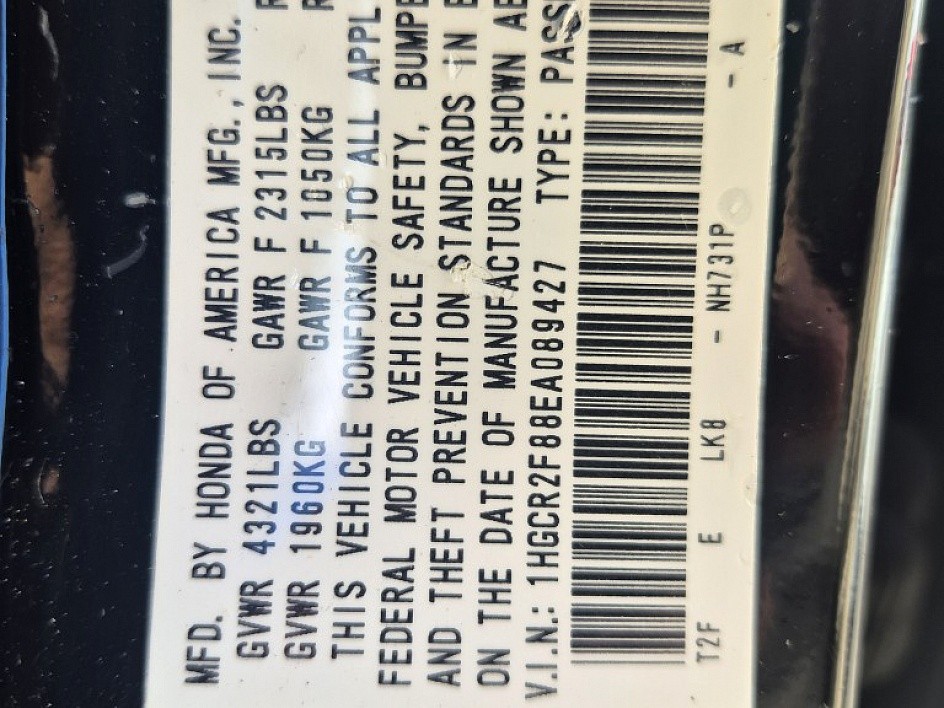 MFD. BY HONDA OF AMERICA MFG., INC.
GVWR 4321LBS GAWR F 2315LBS
GVWR 1960KG GAWR F 1050KG
THIS VEHICLE CONFORMS TO ALL APPL
FEDERAL MOTOR VEHICLE SAFETY, BUMPE
AND THEFT PREVENTION STANDARDS IN E
ON THE DATE OF MANUFACTURE SHOWN AB
V.I.N.: 1HGCR2F88EA089427 TYPE: PASS
T2F E LK8 - NH731P - A